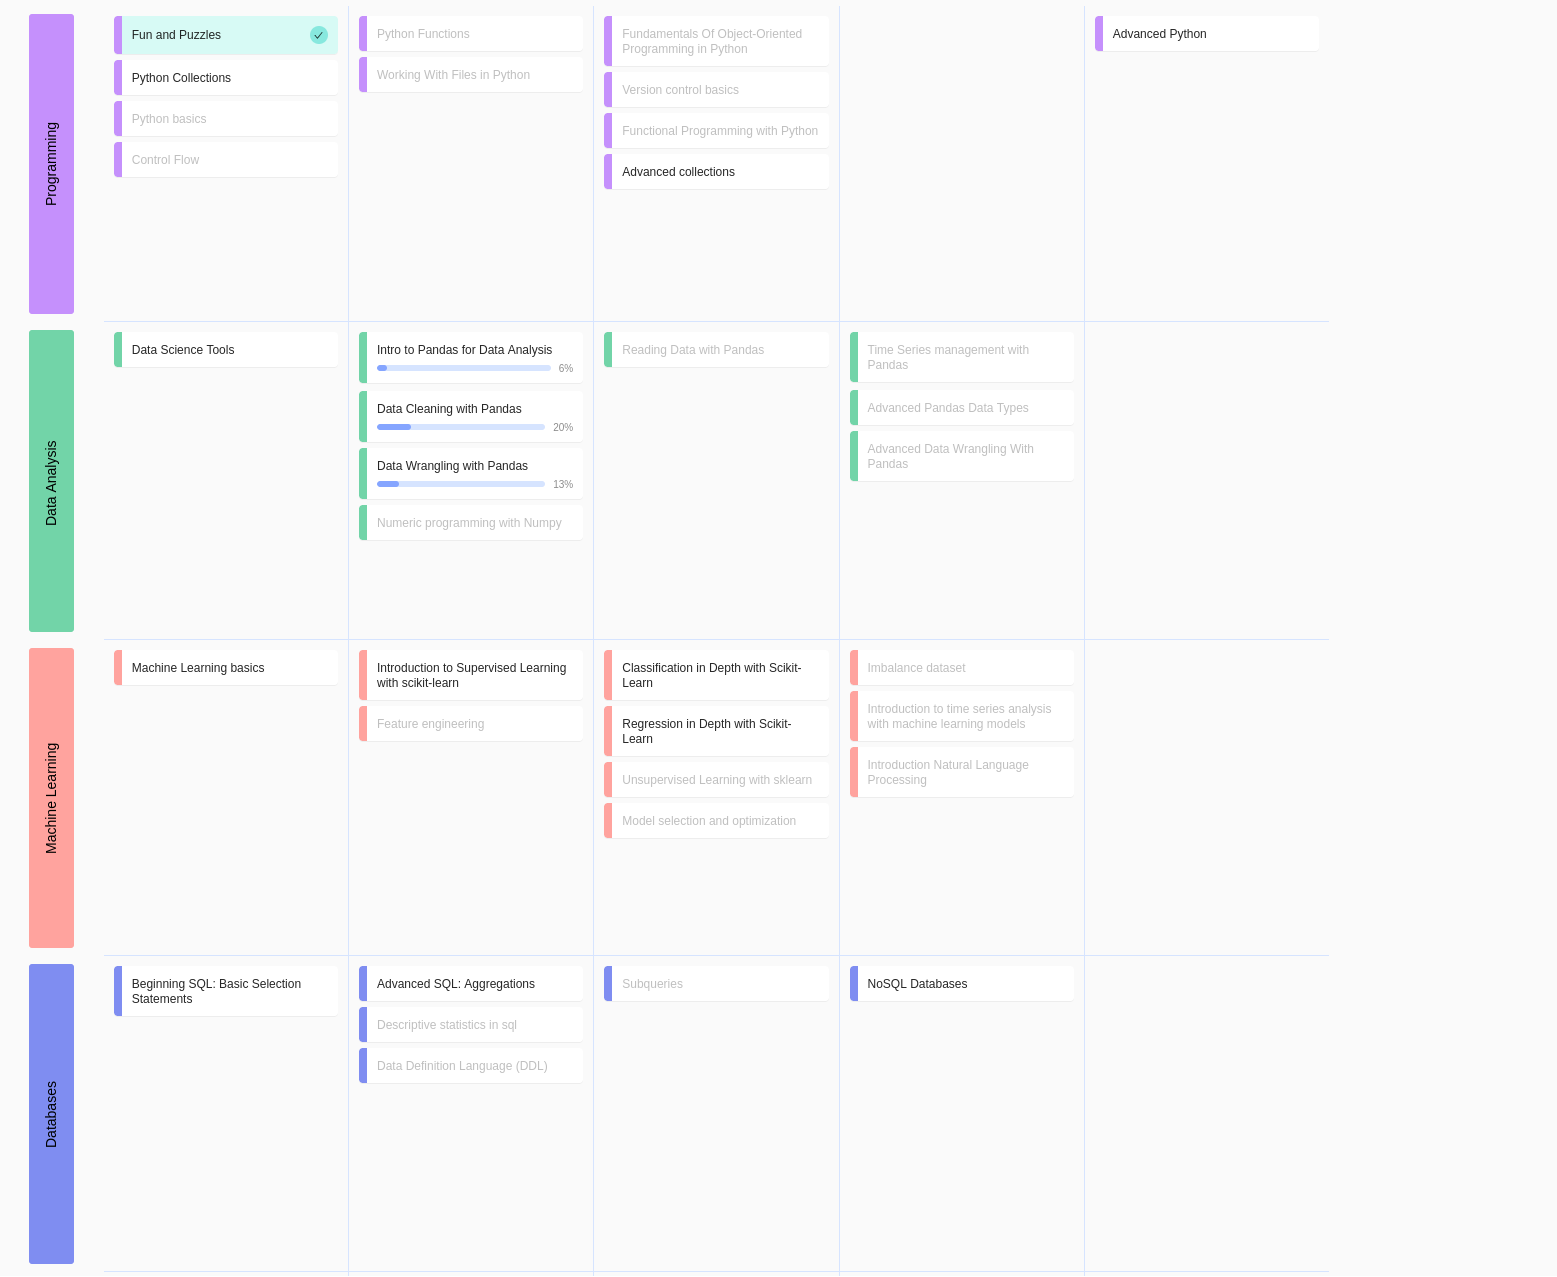 Programming
Fun and Puzzles
Python Collections
Python basics
Control Flow
Python Functions
Working With Files in Python
Fundamentals Of Object-Oriented
Programming in Python
Version control basics
Functional Programming with Python
Advanced collections
Advanced Python
Data Analysis
Data Science Tools
Intro to Pandas for Data Analysis
6%
Data Cleaning with Pandas
20%
Data Wrangling with Pandas
13%
Numeric programming with Numpy
Reading Data with Pandas
Time Series management with
Pandas
Advanced Pandas Data Types
Advanced Data Wrangling With
Pandas
Machine Learning
Machine Learning basics
Introduction to Supervised Learning
with scikit-learn
Feature engineering
Classification in Depth with Scikit-
Learn
Regression in Depth with Scikit-
Learn
Unsupervised Learning with sklearn
Model selection and optimization
Imbalance dataset
Introduction to time series analysis
with machine learning models
Introduction Natural Language
Processing
Databases
Beginning SQL: Basic Selection
Statements
Advanced SQL: Aggregations
Descriptive statistics in sql
Data Definition Language (DDL)
Subqueries
NoSQL Databases